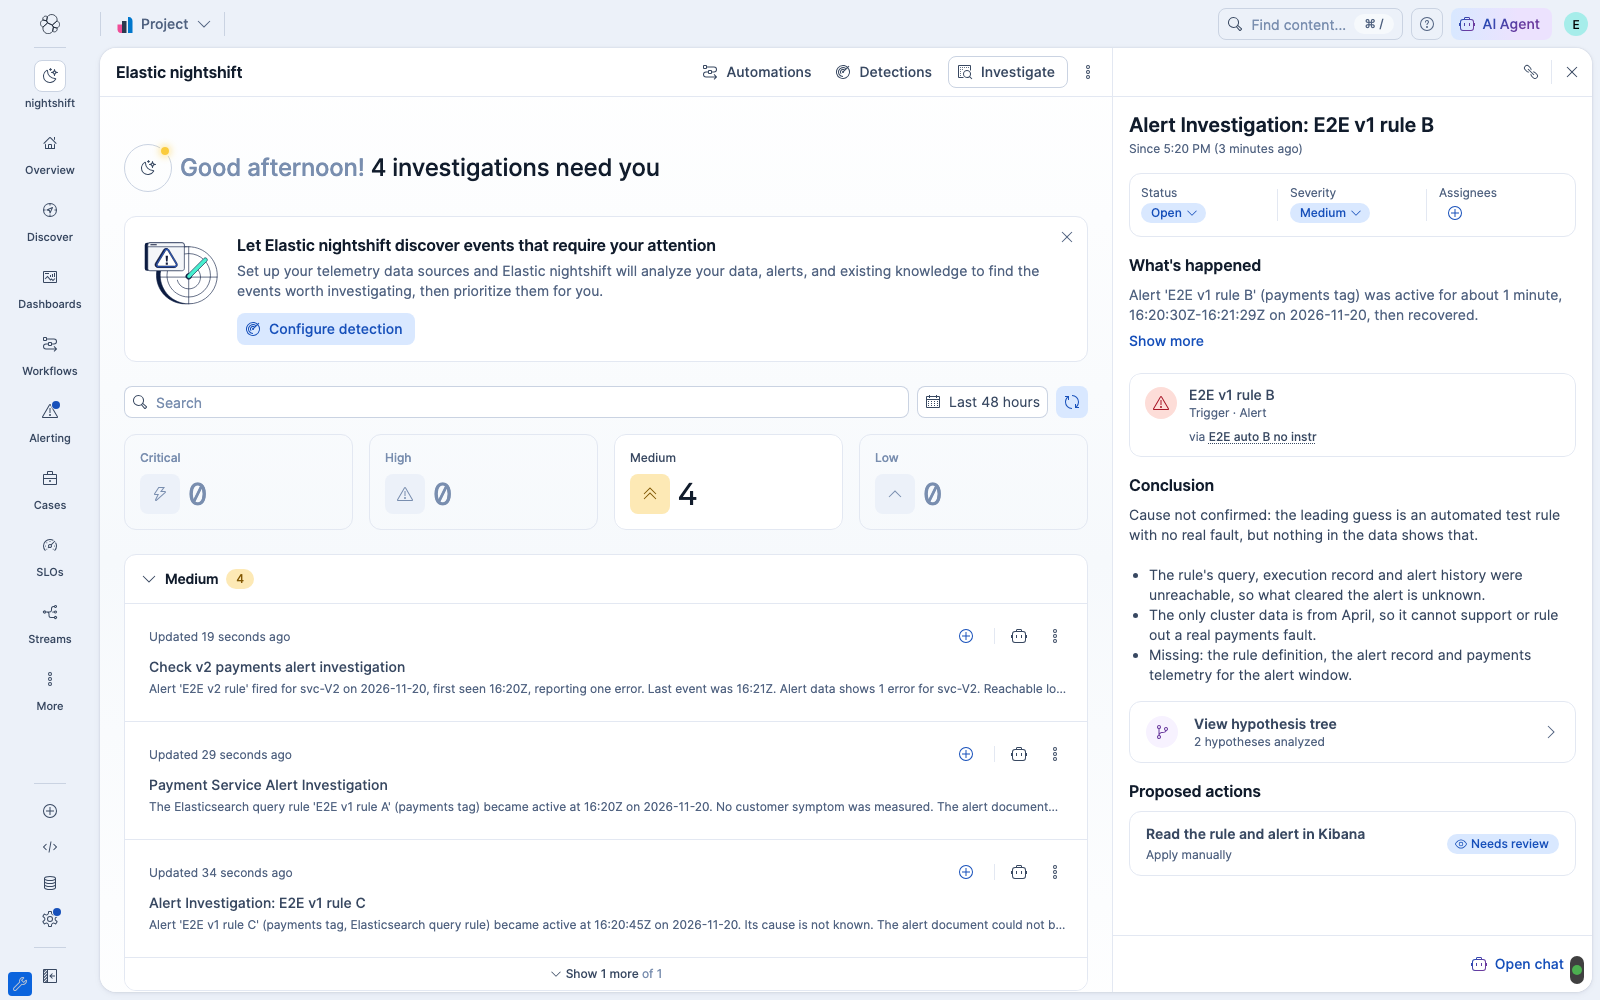 Project
Find content...
⌘ /
AI Agent
E
nightshift
Overview
Discover
Dashboards
Workflows
Alerting
Cases
SLOs
Streams
More
Elastic nightshift
Automations
Detections
Investigate
Good afternoon! 4 investigations need you
Let Elastic nightshift discover events that require your attention
Set up your telemetry data sources and Elastic nightshift will analyze your data, alerts, and existing knowledge to find the
events worth investigating, then prioritize them for you.
Configure detection
Search
Last 48 hours
Critical
0
High
0
Medium
4
Low
0
Medium 4
Updated 19 seconds ago
Check v2 payments alert investigation
Alert 'E2E v2 rule' fired for svc-V2 on 2026-11-20, first seen 16:20Z, reporting one error. Last event was 16:21Z. Alert data shows 1 error for svc-V2. Reachable lo...
Updated 29 seconds ago
Payment Service Alert Investigation
The Elasticsearch query rule 'E2E v1 rule A' (payments tag) became active at 16:20Z on 2026-11-20. No customer symptom was measured. The alert document...
Updated 34 seconds ago
Alert Investigation: E2E v1 rule C
Alert 'E2E v1 rule C' (payments tag, Elasticsearch query rule) became active at 16:20:45Z on 2026-11-20. Its cause is not known. The alert document could not b...
Show 1 more of 1
Alert Investigation: E2E v1 rule B
Since 5:20 PM (3 minutes ago)
Status
Open
Severity
Medium
Assignees
What's happened
Alert 'E2E v1 rule B' (payments tag) was active for about 1 minute,
16:20:30Z-16:21:29Z on 2026-11-20, then recovered.
Show more
E2E v1 rule B
Trigger · Alert
via E2E auto B no instr
Conclusion
Cause not confirmed: the leading guess is an automated test rule
with no real fault, but nothing in the data shows that.
• The rule's query, execution record and alert history were
unreachable, so what cleared the alert is unknown.
• The only cluster data is from April, so it cannot support or rule
out a real payments fault.
• Missing: the rule definition, the alert record and payments
telemetry for the alert window.
View hypothesis tree
2 hypotheses analyzed
Proposed actions
Read the rule and alert in Kibana
Apply manually
Needs review
Open chat